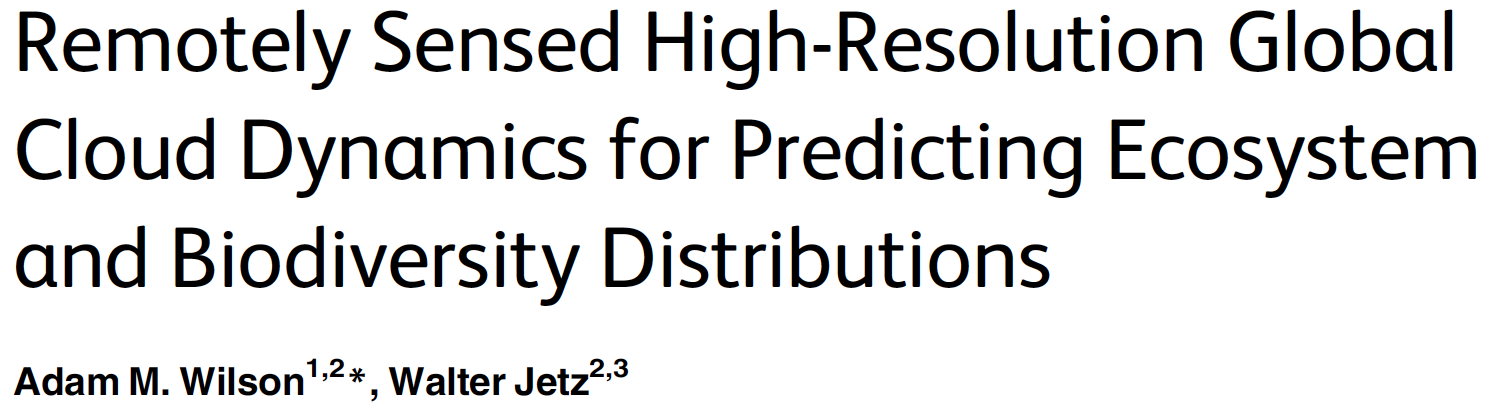 Remotely Sensed High-Resolution Global
Cloud Dynamics for Predicting Ecosystem
and Biodiversity Distributions
Adam M. Wilson1,2*, Walter Jetz2,3